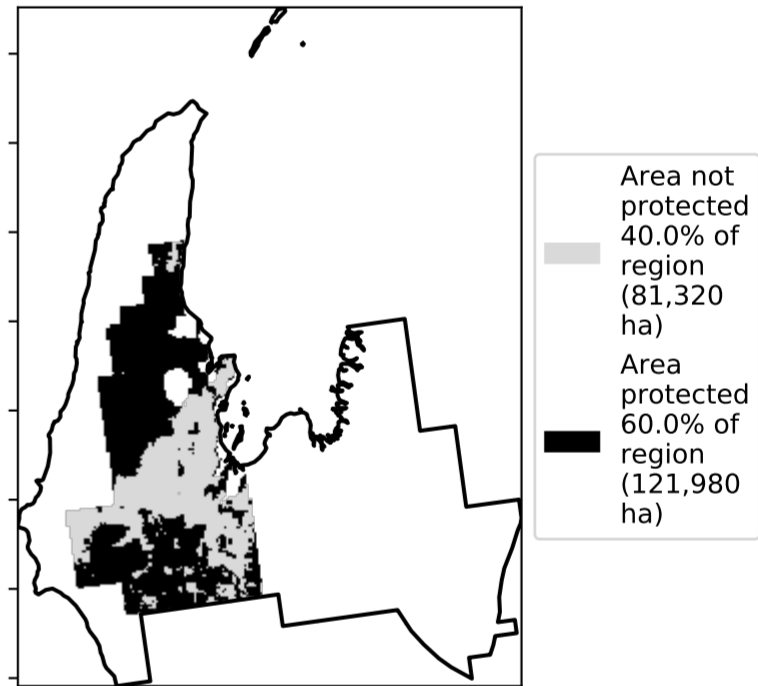 Area not
protected
40.0% of
region
(81,320
ha)
Area
protected
60.0% of
region
(121,980
ha)